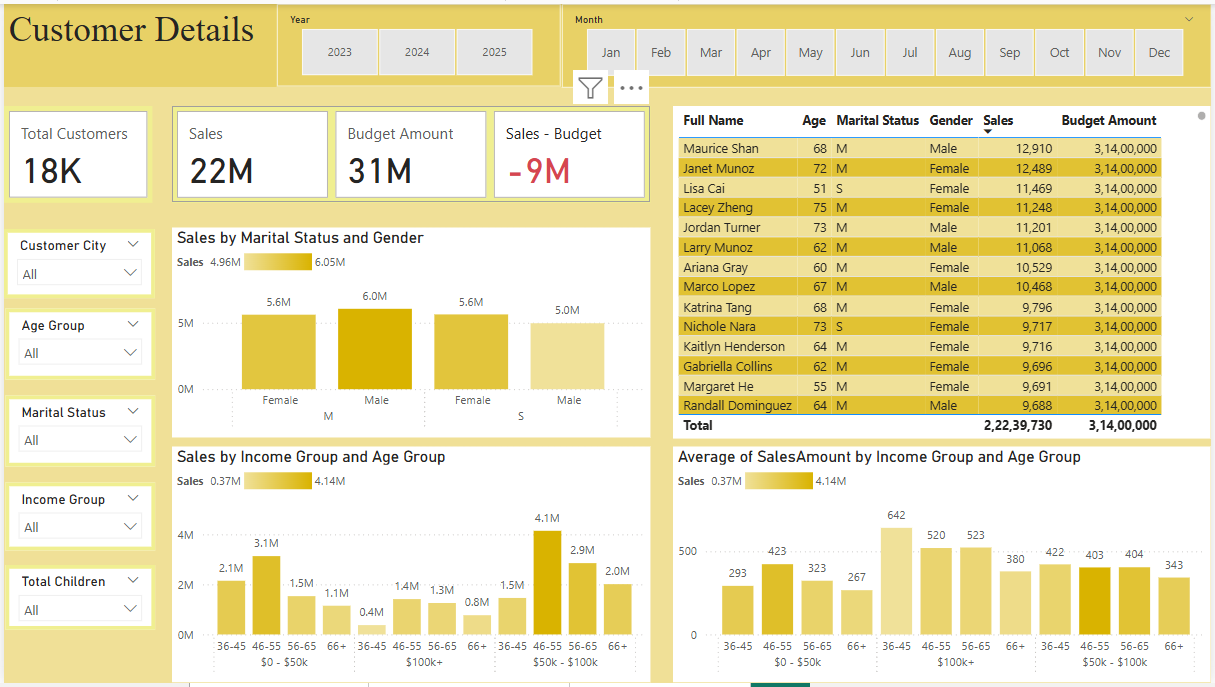 Customer Details
Year
2023 2024 2025
Month
Jan Feb Mar Apr May Jun Jul Aug Sep Oct Nov Dec
Total Customers
18K
Sales
22M
Budget Amount
31M
Sales - Budget
-9M
Customer City
All
Age Group
All
Marital Status
All
Income Group
All
Total Children
All
Full Name Age Marital Status Gender Sales Budget Amount
Maurice Shan 68 M Male 12,910 3,14,00,000
Janet Munoz 72 M Female 12,489 3,14,00,000
Lisa Cai 51 S Female 11,469 3,14,00,000
Lacey Zheng 75 M Female 11,248 3,14,00,000
Jordan Turner 73 M Male 11,201 3,14,00,000
Larry Munoz 62 M Male 11,068 3,14,00,000
Ariana Gray 60 M Female 10,529 3,14,00,000
Marco Lopez 67 M Male 10,468 3,14,00,000
Katrina Tang 68 M Female 9,796 3,14,00,000
Nichole Nara 73 S Female 9,717 3,14,00,000
Kaitlyn Henderson 64 M Female 9,716 3,14,00,000
Gabriella Collins 62 M Female 9,696 3,14,00,000
Margaret He 55 M Female 9,691 3,14,00,000
Randall Dominguez 64 M Male 9,688 3,14,00,000
Total 2,22,39,730 3,14,00,000
Sales by Marital Status and Gender
Sales 4.96M 6.05M
5.6M 6.0M 5.6M 5.0M
5M
0M
Female Male Female Male
M S
Sales by Income Group and Age Group
Sales 0.37M 4.14M
4M
2M
0M
2.1M 3.1M 1.5M 1.1M 0.4M 1.4M 1.3M 0.8M 1.5M 4.1M 2.9M 2.0M
36-45 46-55 56-65 66+ 36-45 46-55 56-65 66+ 36-45 46-55 56-65 66+
$0 - $50k $100k+ $50k - $100k
Average of SalesAmount by Income Group and Age Group
Sales 0.37M 4.14M
500
0
293 423 323 267 642 520 523 380 422 403 404 343
36-45 46-55 56-65 66+ 36-45 46-55 56-65 66+ 36-45 46-55 56-65 66+
$0 - $50k $100k+ $50k - $100k